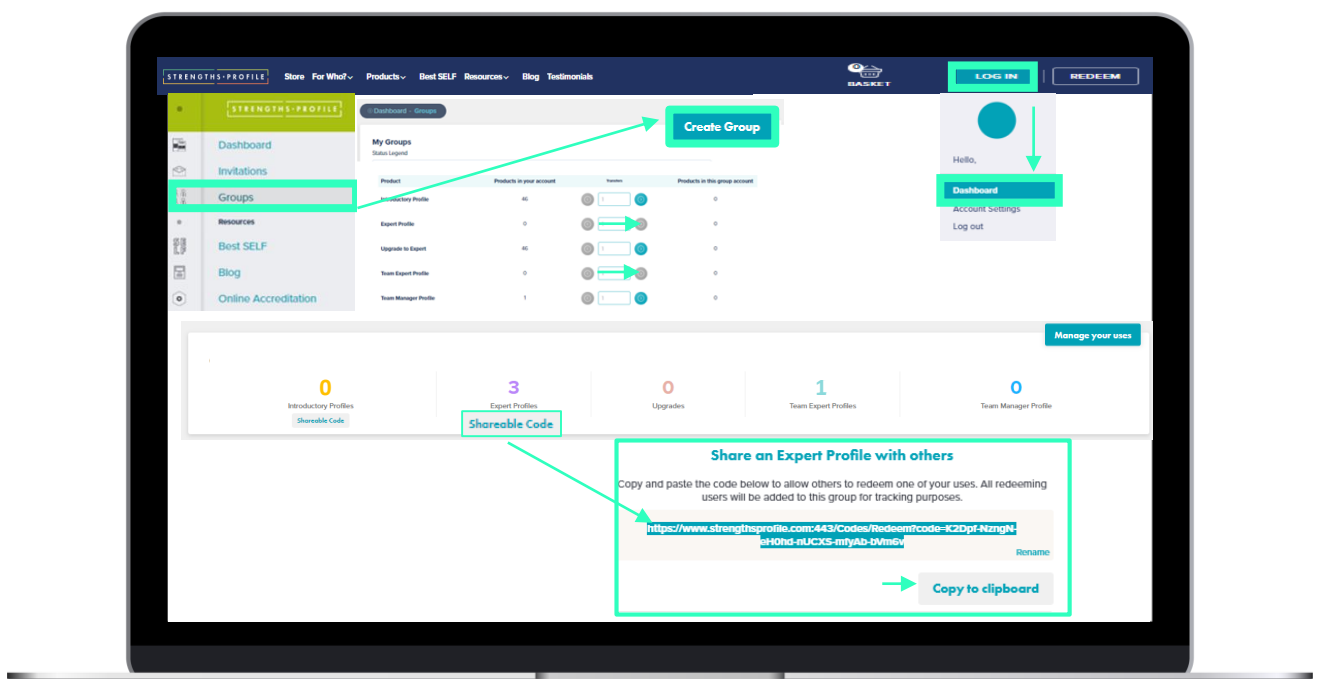 STRENGTHS·PROFILE
Store
For Who?
Products
Best SELF
Resources
Blog
Testimonials
BASKET
LOG IN
REDEEM
STRENGTHS·PROFILE
Dashboard
Invitations
Groups
Resources
Best SELF
Blog
Online Accreditation
Dashboard - Groups
Create Group
My Groups
Status Legend
Product
Products in your account
Transfers
Products in this group account
Introductory Profile
46
0
Expert Profile
0
0
Upgrade to Expert
46
0
Team Expert Profile
0
0
Team Manager Profile
1
0
Hello,
Dashboard
Account Settings
Log out
Manage your uses
0
Introductory Profiles
Shareable Code
3
Expert Profiles
Shareable Code
0
Upgrades
1
Team Expert Profiles
0
Team Manager Profile
Share an Expert Profile with others
Copy and paste the code below to allow others to redeem one of your uses. All redeeming
users will be added to this group for tracking purposes.
https://www.strengthsprofile.com:443/Codes/Redeem?code=K2Dpf-NzngN-
eH0hd-nUCXS-mfyAb-bVm6v
Rename
Copy to clipboard